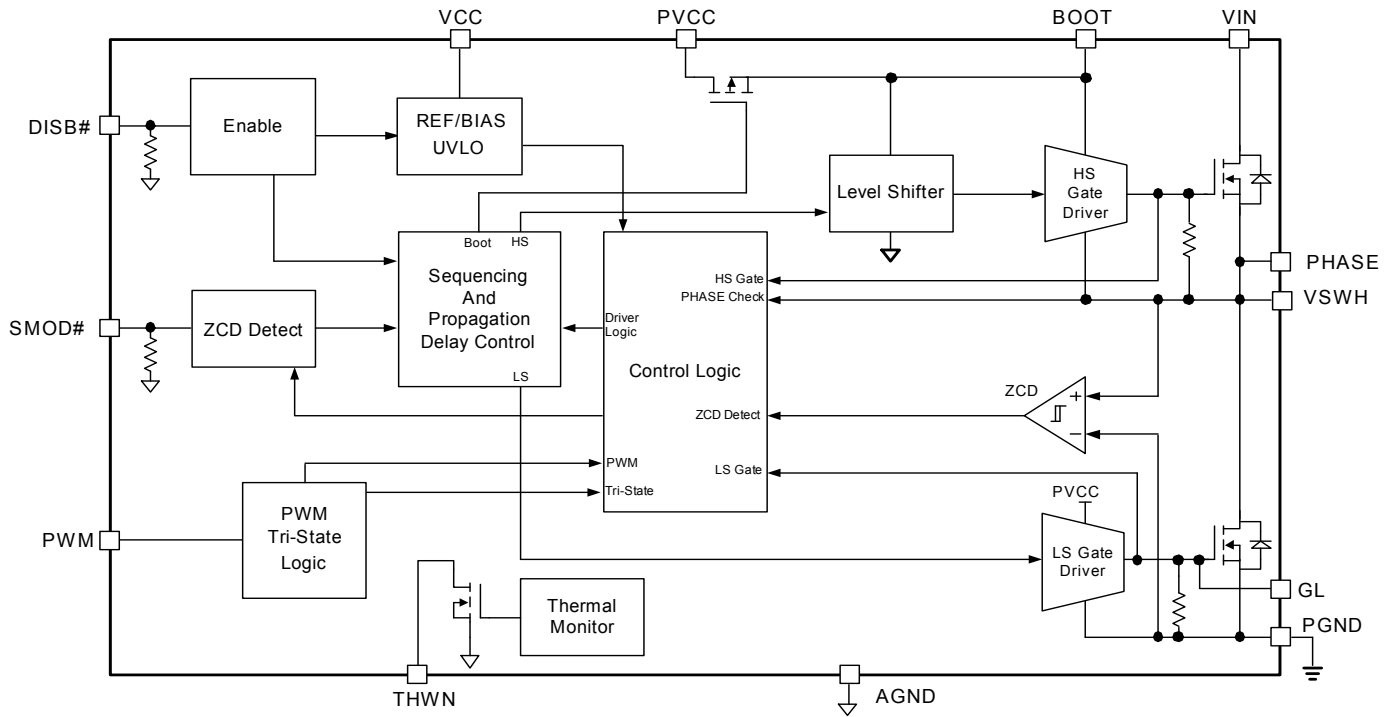 VCC
PVCC
BOOT
VIN
DISB#
Enable
REF/BIAS
UVLO
Level Shifter
HS
Gate
Driver
Boot
HS
Sequencing
And
Propagation
Delay Control
LS
HS Gate
PHASE Check
PHASE
VSWH
SMOD#
ZCD Detect
Driver
Logic
Control Logic
ZCD
+
−
ZCD Detect
PWM
LS Gate
Tri-State
PWM
PWM
Tri-State
Logic
PVCC
LS Gate
Driver
GL
PGND
Thermal
Monitor
THWN
AGND